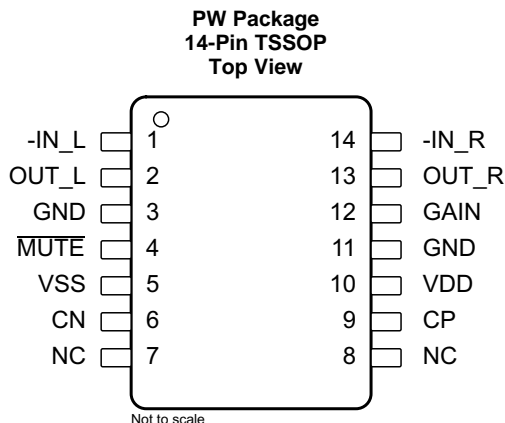 PW Package
14-Pin TSSOP
Top View
-IN_L 1 14 -IN_R
OUT_L 2 13 OUT_R
GND 3 12 GAIN
MUTE 4 11 GND
VSS 5 10 VDD
CN 6 9 CP
NC 7 8 NC
Not to scale